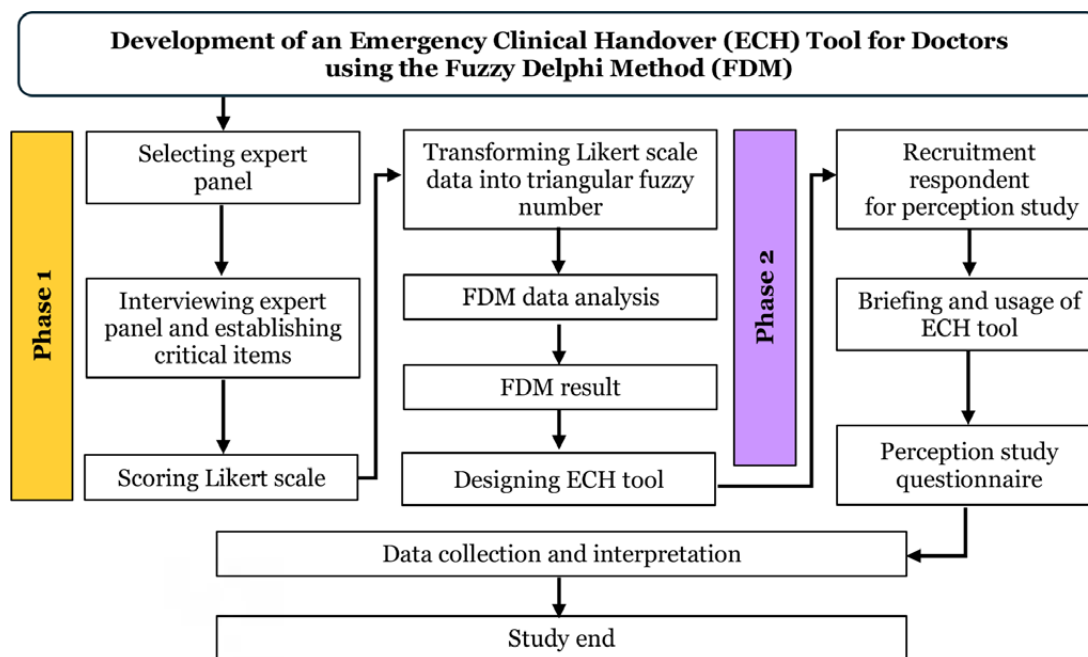 Development of an Emergency Clinical Handover (ECH) Tool for Doctors
using the Fuzzy Delphi Method (FDM)
Phase 1
Selecting expert
panel
Interviewing expert
panel and establishing
critical items
Scoring Likert scale
Transforming Likert scale
data into triangular fuzzy
number
FDM data analysis
FDM result
Designing ECH tool
Phase 2
Recruitment
respondent
for perception study
Briefing and usage of
ECH tool
Perception study
questionnaire
Data collection and interpretation
Study end